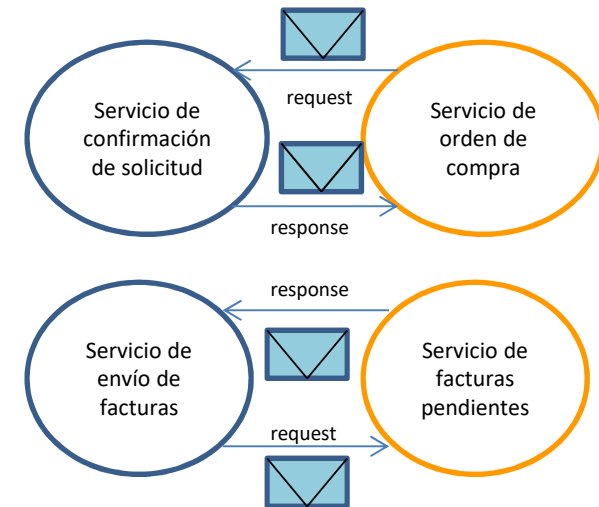 Servicio de
confirmación
de solicitud
request
response
Servicio de
orden de
compra
Servicio de
envío de
facturas
response
request
Servicio de
facturas
pendientes